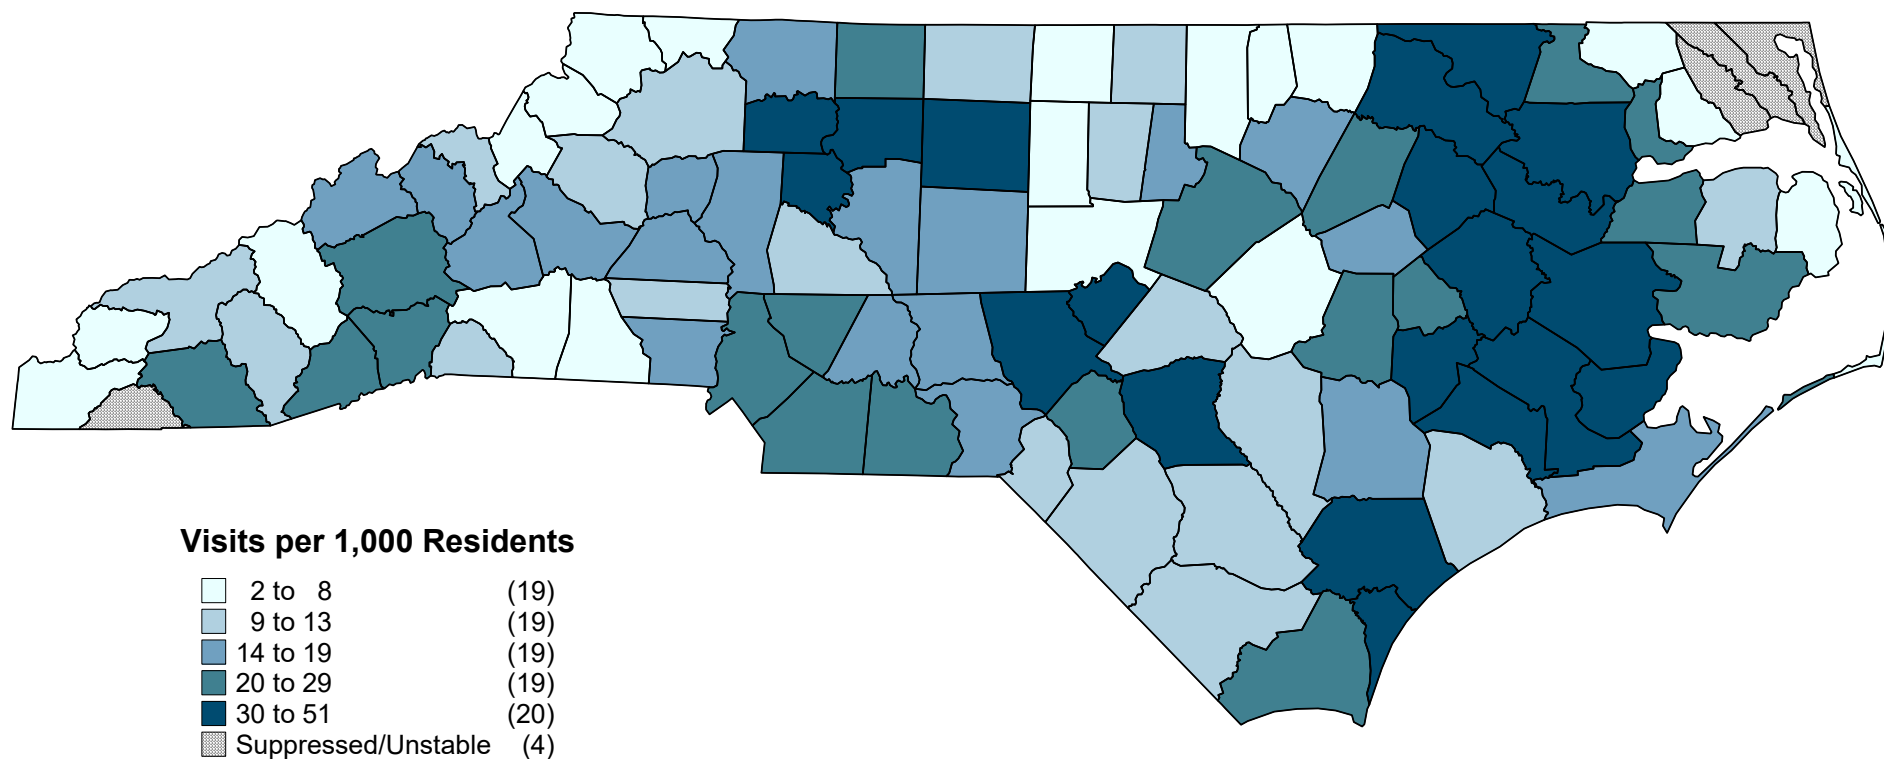 Visits per 1,000 Residents
2 to 8 (19)
9 to 13 (19)
14 to 19 (19)
20 to 29 (19)
30 to 51 (20)
Suppressed/Unstable (4)